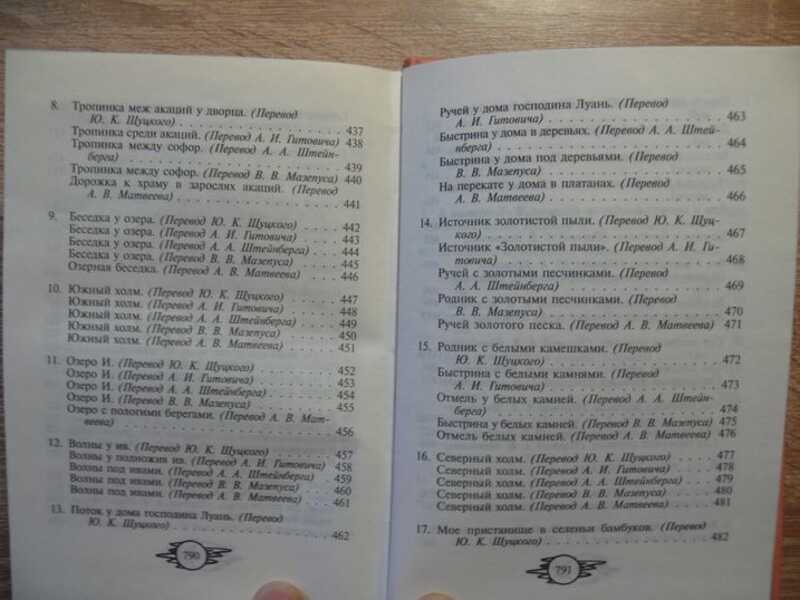 8. Тропинка меж акаций у дворца. (Перевод
Ю. К. Щуцкого) . . . . . . . . . . . . . . . . . . 437
Тропинка среди акаций. (Перевод А. И. Гитовича) 438
Тропинка между софор. (Перевод А. А. Штейн-
берга) . . . . . . . . . . . . . . . . . . . . . . 439
Тропинка между софор. (Перевод В. В. Мазепуса) 440
Дорожка к храму в зарослях акаций. (Перевод
А. В. Матвеева) . . . . . . . . . . . . . . . . . . 441
9. Беседка у озера. (Перевод Ю. К. Щуцкого) . . . . . 442
Беседка у озера. (Перевод А. И. Гитовича) . . . . . 443
Беседка у озера. (Перевод А. А. Штейнберга) . . . . 444
Беседка у озера. (Перевод В. В. Мазепуса) . . . . . 445
Озерная беседка. (Перевод А. В. Матвеева) . . . . . 446
10. Южный холм. (Перевод Ю. К. Щуцкого) . . . . . . 447
Южный холм. (Перевод А. И. Гитовича) . . . . . . 448
Южный холм. (Перевод А. А. Штейнберга) . . . . . 449
Южный холм. (Перевод В. В. Мазепуса) . . . . . . 450
Южный холм. (Перевод А. В. Матвеева) . . . . . . 451
11. Озеро И. (Перевод Ю. К. Щуцкого) . . . . . . . . 452
Озеро И. (Перевод А. И. Гитовича) . . . . . . . . 453
Озеро И. (Перевод А. А. Штейнберга) . . . . . . . 454
Озеро И. (Перевод В. В. Мазепуса) . . . . . . . . 455
Озеро с пологими берегами. (Перевод А. В. Мат-
веева) . . . . . . . . . . . . . . . . . . . . . . 456
12. Волны у ив. (Перевод Ю. К. Щуцкого) . . . . . . . 457
Волны у подножия ив. (Перевод А. И. Гитовича) . . 458
Волны под ивами. (Перевод А. А. Штейнберга) . . . 459
Волны под ивами. (Перевод В. В. Мазепуса) . . . . 460
Волны под ивами. (Перевод А. В. Матвеева) . . . . 461
13. Поток у дома господина Луань. (Перевод
Ю. К. Щуцкого) . . . . . . . . . . . . . . . . . . 462
790
Ручей у дома господина Луань. (Перевод
А. И. Гитовича) . . . . . . . . . . . . . . . . . . 463
Быстрина у дома в деревьях. (Перевод А. А. Штейн-
берга) . . . . . . . . . . . . . . . . . . . . . . 464
Быстрина у дома под деревьями. (Перевод
В. В. Мазепуса) . . . . . . . . . . . . . . . . . . 465
На перекате у дома в платанах. (Перевод
А. В. Матвеева) . . . . . . . . . . . . . . . . . . 466
14. Источник золотистой пыли. (Перевод Ю. К. Щуц-
кого) . . . . . . . . . . . . . . . . . . . . . . . 467
Источник «Золотистой пыли». (Перевод А. И. Ги-
товича) . . . . . . . . . . . . . . . . . . . . . . 468
Ручей с золотыми песчинками. (Перевод
А. А. Штейнберга) . . . . . . . . . . . . . . . . . 469
Родник с золотыми песчинками. (Перевод
В. В. Мазепуса) . . . . . . . . . . . . . . . . . . 470
Ручей золотого песка. (Перевод А. В. Матвеева) 471
15. Родник с белыми камешками. (Перевод
Ю. К. Щуцкого) . . . . . . . . . . . . . . . . . . 472
Быстрина с белыми камнями. (Перевод
А. И. Гитовича) . . . . . . . . . . . . . . . . . . 473
Отмель у белых камней. (Перевод А. А. Штейн-
берга) . . . . . . . . . . . . . . . . . . . . . . 474
Быстрина у белых камней. (Перевод В. В. Мазепуса) 475
Отмель белых камней. (Перевод А. В. Матвеева) 476
16. Северный холм. (Перевод Ю. К. Щуцкого) . . . . . 477
Северный холм. (Перевод А. И. Гитовича) . . . . . 478
Северный холм. (Перевод А. А. Штейнберга) . . . . 479
Северный холм. (Перевод В. В. Мазепуса) . . . . . 480
Северный холм. (Перевод А. В. Матвеева) . . . . . 481
17. Мое пристанище в селеньи бамбуков. (Перевод
Ю. К. Щуцкого) . . . . . . . . . . . . . . . . . . 482
791